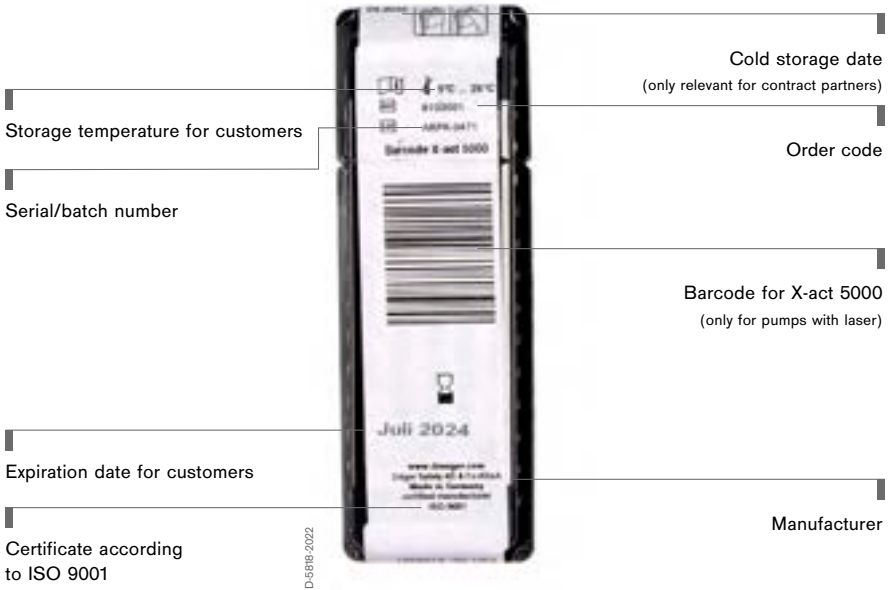 Cold storage date
(only relevant for contract partners)
Storage temperature for customers
Order code
Serial/batch number
Barcode for X-act 5000
(only for pumps with laser)
Expiration date for customers
Manufacturer
Certificate according
to ISO 9001
D-5818-2022
Barcode X-act 5000
Juli 2024
www.draeger.com
Made in Germany
certified manufacturer
ISO 9001